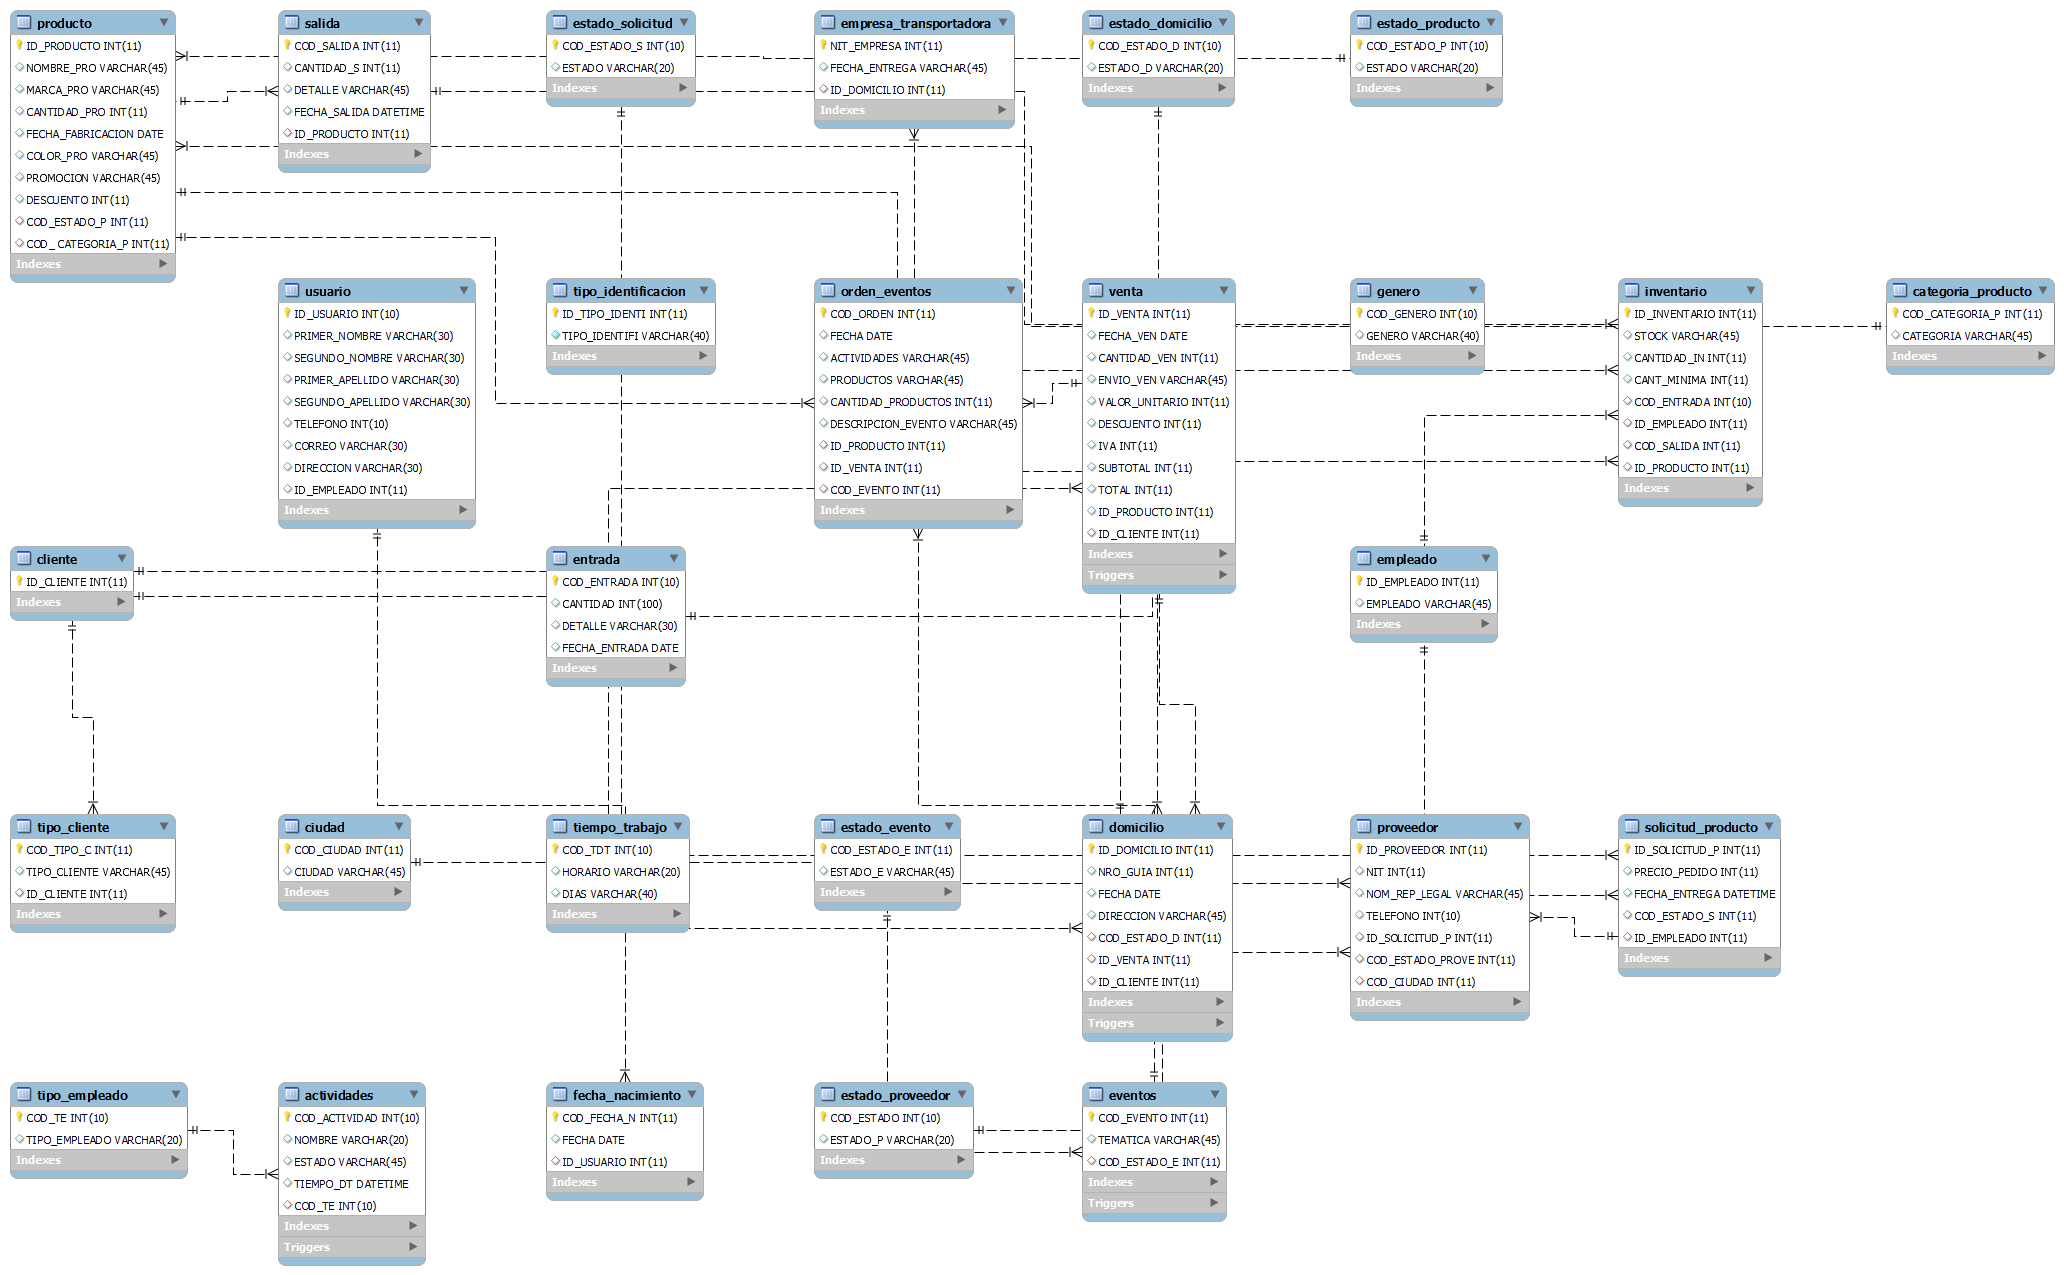 producto
ID_PRODUCTO INT(11)
NOMBRE_PRO VARCHAR(45)
MARCA_PRO VARCHAR(45)
CANTIDAD_PRO INT(11)
FECHA_FABRICACION DATE
COLOR_PRO VARCHAR(45)
PROMOCION VARCHAR(45)
DESCUENTO INT(11)
COD_ESTADO_P INT(11)
COD_ CATEGORIA_P INT(11)
Indexes
salida
COD_SALIDA INT(11)
CANTIDAD_S INT(11)
DETALLE VARCHAR(45)
FECHA_SALIDA DATETIME
ID_PRODUCTO INT(11)
Indexes
estado_solicitud
COD_ESTADO_S INT(10)
ESTADO VARCHAR(20)
Indexes
empresa_transportadora
NIT_EMPRESA INT(11)
FECHA_ENTREGA VARCHAR(45)
ID_DOMICILIO INT(11)
Indexes
estado_domicilio
COD_ESTADO_D INT(10)
ESTADO_D VARCHAR(20)
Indexes
estado_producto
COD_ESTADO_P INT(10)
ESTADO VARCHAR(20)
Indexes
usuario
ID_USUARIO INT(10)
PRIMER_NOMBRE VARCHAR(30)
SEGUNDO_NOMBRE VARCHAR(30)
PRIMER_APELLIDO VARCHAR(30)
SEGUNDO_APELLIDO VARCHAR(30)
TELEFONO INT(10)
CORREO VARCHAR(30)
DIRECCION VARCHAR(30)
ID_EMPLEADO INT(11)
Indexes
tipo_identificacion
ID_TIPO_IDENTI INT(11)
TIPO_IDENTIFI VARCHAR(40)
Indexes
orden_eventos
COD_ORDEN INT(11)
FECHA DATE
ACTIVIDADES VARCHAR(45)
PRODUCTOS VARCHAR(45)
CANTIDAD_PRODUCTOS INT(11)
DESCRIPCION_EVENTO VARCHAR(45)
ID_PRODUCTO INT(11)
ID_VENTA INT(11)
COD_EVENTO INT(11)
Indexes
venta
ID_VENTA INT(11)
FECHA_VEN DATE
CANTIDAD_VEN INT(11)
ENVIO_VEN VARCHAR(45)
VALOR_UNITARIO INT(11)
DESCUENTO INT(11)
IVA INT(11)
SUBTOTAL INT(11)
TOTAL INT(11)
ID_PRODUCTO INT(11)
ID_CLIENTE INT(11)
Indexes
Triggers
genero
COD_GENERO INT(10)
GENERO VARCHAR(40)
Indexes
inventario
ID_INVENTARIO INT(11)
STOCK VARCHAR(45)
CANTIDAD_IN INT(11)
CANT_MINIMA INT(11)
COD_ENTRADA INT(10)
ID_EMPLEADO INT(11)
COD_SALIDA INT(11)
ID_PRODUCTO INT(11)
Indexes
categoria_producto
COD_CATEGORIA_P INT(11)
CATEGORIA VARCHAR(45)
Indexes
cliente
ID_CLIENTE INT(11)
Indexes
entrada
COD_ENTRADA INT(10)
CANTIDAD INT(100)
DETALLE VARCHAR(30)
FECHA_ENTRADA DATE
Indexes
empleado
ID_EMPLEADO INT(11)
EMPLEADO VARCHAR(45)
Indexes
tipo_cliente
COD_TIPO_C INT(11)
TIPO_CLIENTE VARCHAR(45)
ID_CLIENTE INT(11)
Indexes
ciudad
COD_CIUDAD INT(11)
CIUDAD VARCHAR(45)
Indexes
tiempo_trabajo
COD_TDT INT(10)
HORARIO VARCHAR(20)
DIAS VARCHAR(40)
Indexes
estado_evento
COD_ESTADO_E INT(11)
ESTADO_E VARCHAR(45)
Indexes
domicilio
ID_DOMICILIO INT(11)
NRO_GUIA INT(11)
FECHA DATE
DIRECCION VARCHAR(45)
COD_ESTADO_D INT(11)
ID_VENTA INT(11)
ID_CLIENTE INT(11)
Indexes
Triggers
proveedor
ID_PROVEEDOR INT(11)
NIT INT(11)
NOM_REP_LEGAL VARCHAR(45)
TELEFONO INT(10)
ID_SOLICITUD_P INT(11)
COD_ESTADO_PROVE INT(11)
COD_CIUDAD INT(11)
Indexes
solicitud_producto
ID_SOLICITUD_P INT(11)
PRECIO_PEDIDO INT(11)
FECHA_ENTREGA DATETIME
COD_ESTADO_S INT(11)
ID_EMPLEADO INT(11)
Indexes
tipo_empleado
COD_TE INT(10)
TIPO_EMPLEADO VARCHAR(20)
Indexes
actividades
COD_ACTIVIDAD INT(10)
NOMBRE VARCHAR(20)
ESTADO VARCHAR(45)
TIEMPO_DT DATETIME
COD_TE INT(10)
Indexes
Triggers
fecha_nacimiento
COD_FECHA_N INT(11)
FECHA DATE
ID_USUARIO INT(11)
Indexes
estado_proveedor
COD_ESTADO INT(10)
ESTADO_P VARCHAR(20)
Indexes
eventos
COD_EVENTO INT(11)
TEMATICA VARCHAR(45)
COD_ESTADO_E INT(11)
Indexes
Triggers